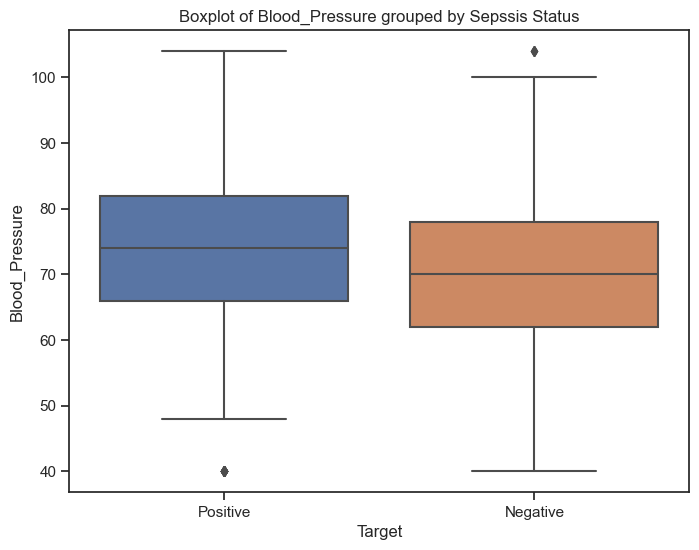 Boxplot of Blood_Pressure grouped by Sepssis Status
Blood_Pressure
100
90
80
70
60
50
40
Positive
Negative
Target